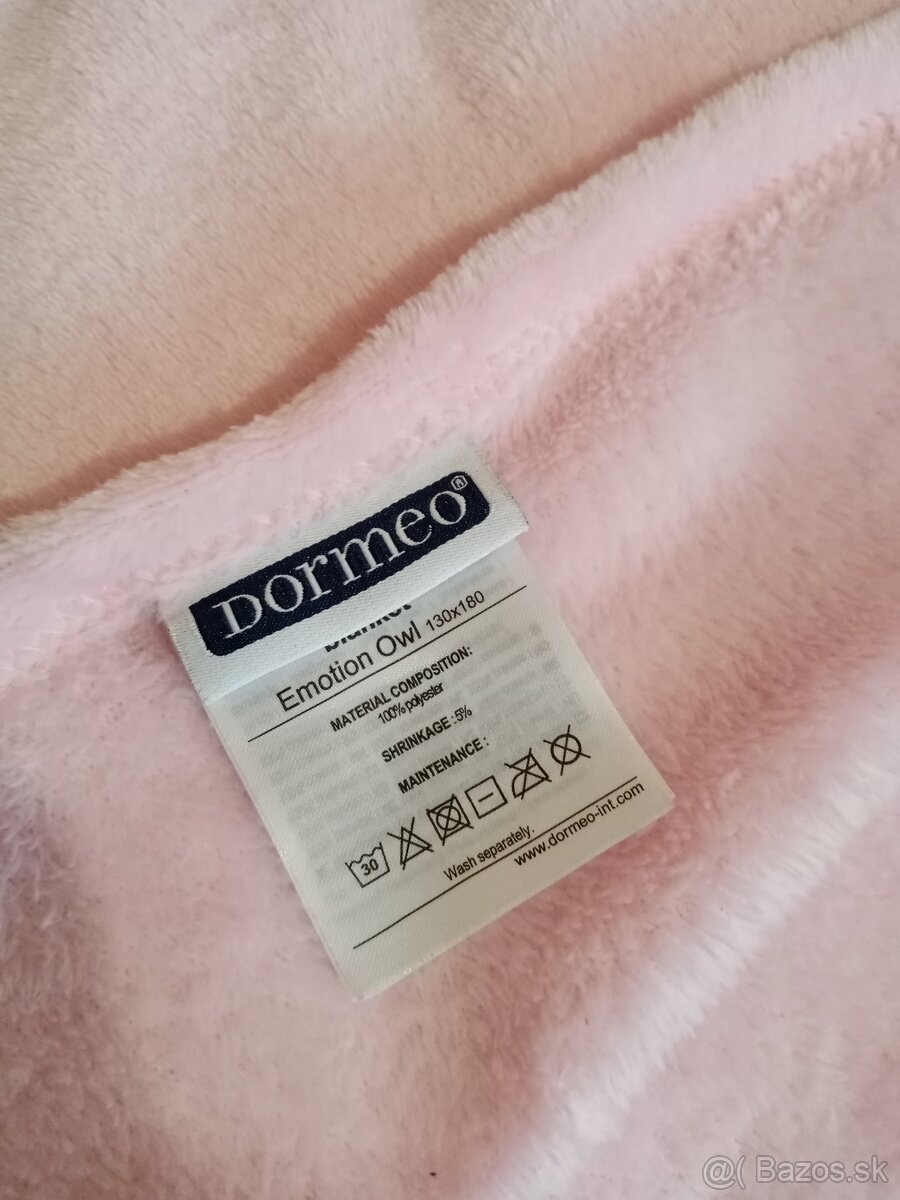 Dormeo®
blanket
Emotion Owl 130x180
MATERIAL COMPOSITION:
100% polyester
SHRINKAGE : 5%
MAINTENANCE :
30
Wash separately.
www.dormeo-int.com
@( Bazos.sk